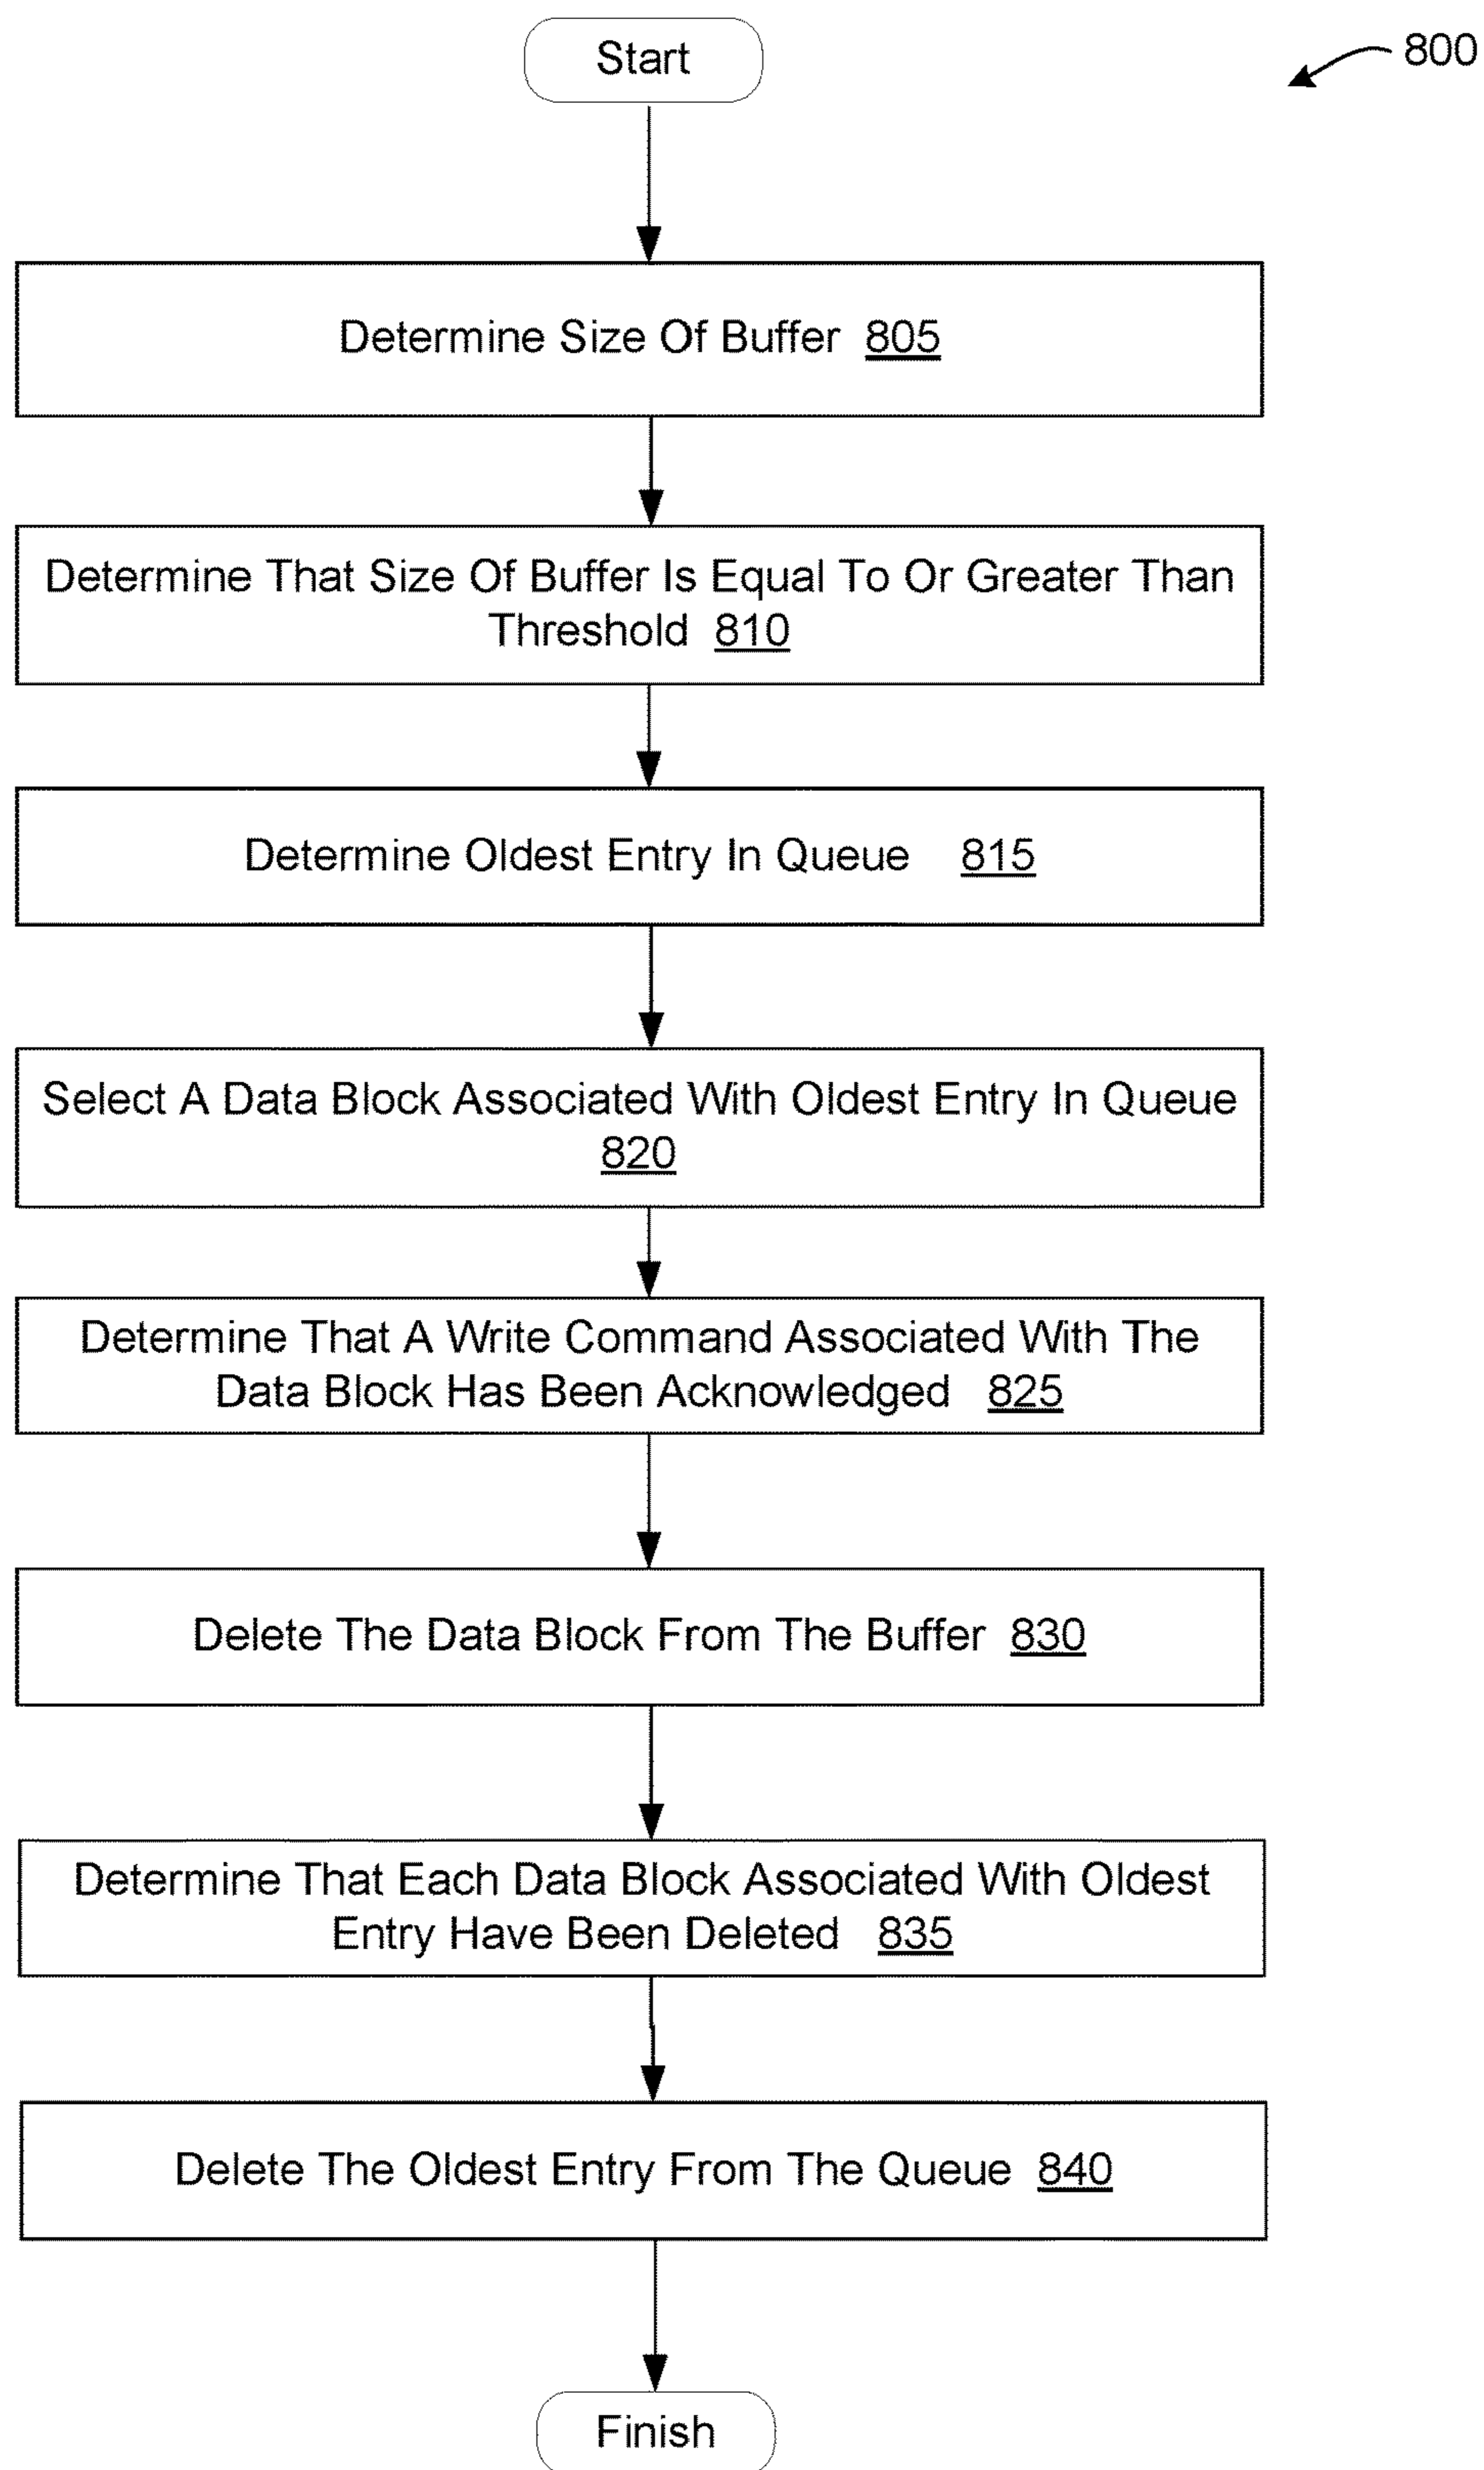 Start
800
Determine Size Of Buffer 805
Determine That Size Of Buffer Is Equal To Or Greater Than
Threshold 810
Determine Oldest Entry In Queue 815
Select A Data Block Associated With Oldest Entry In Queue
820
Determine That A Write Command Associated With The
Data Block Has Been Acknowledged 825
Delete The Data Block From The Buffer 830
Determine That Each Data Block Associated With Oldest
Entry Have Been Deleted 835
Delete The Oldest Entry From The Queue 840
Finish